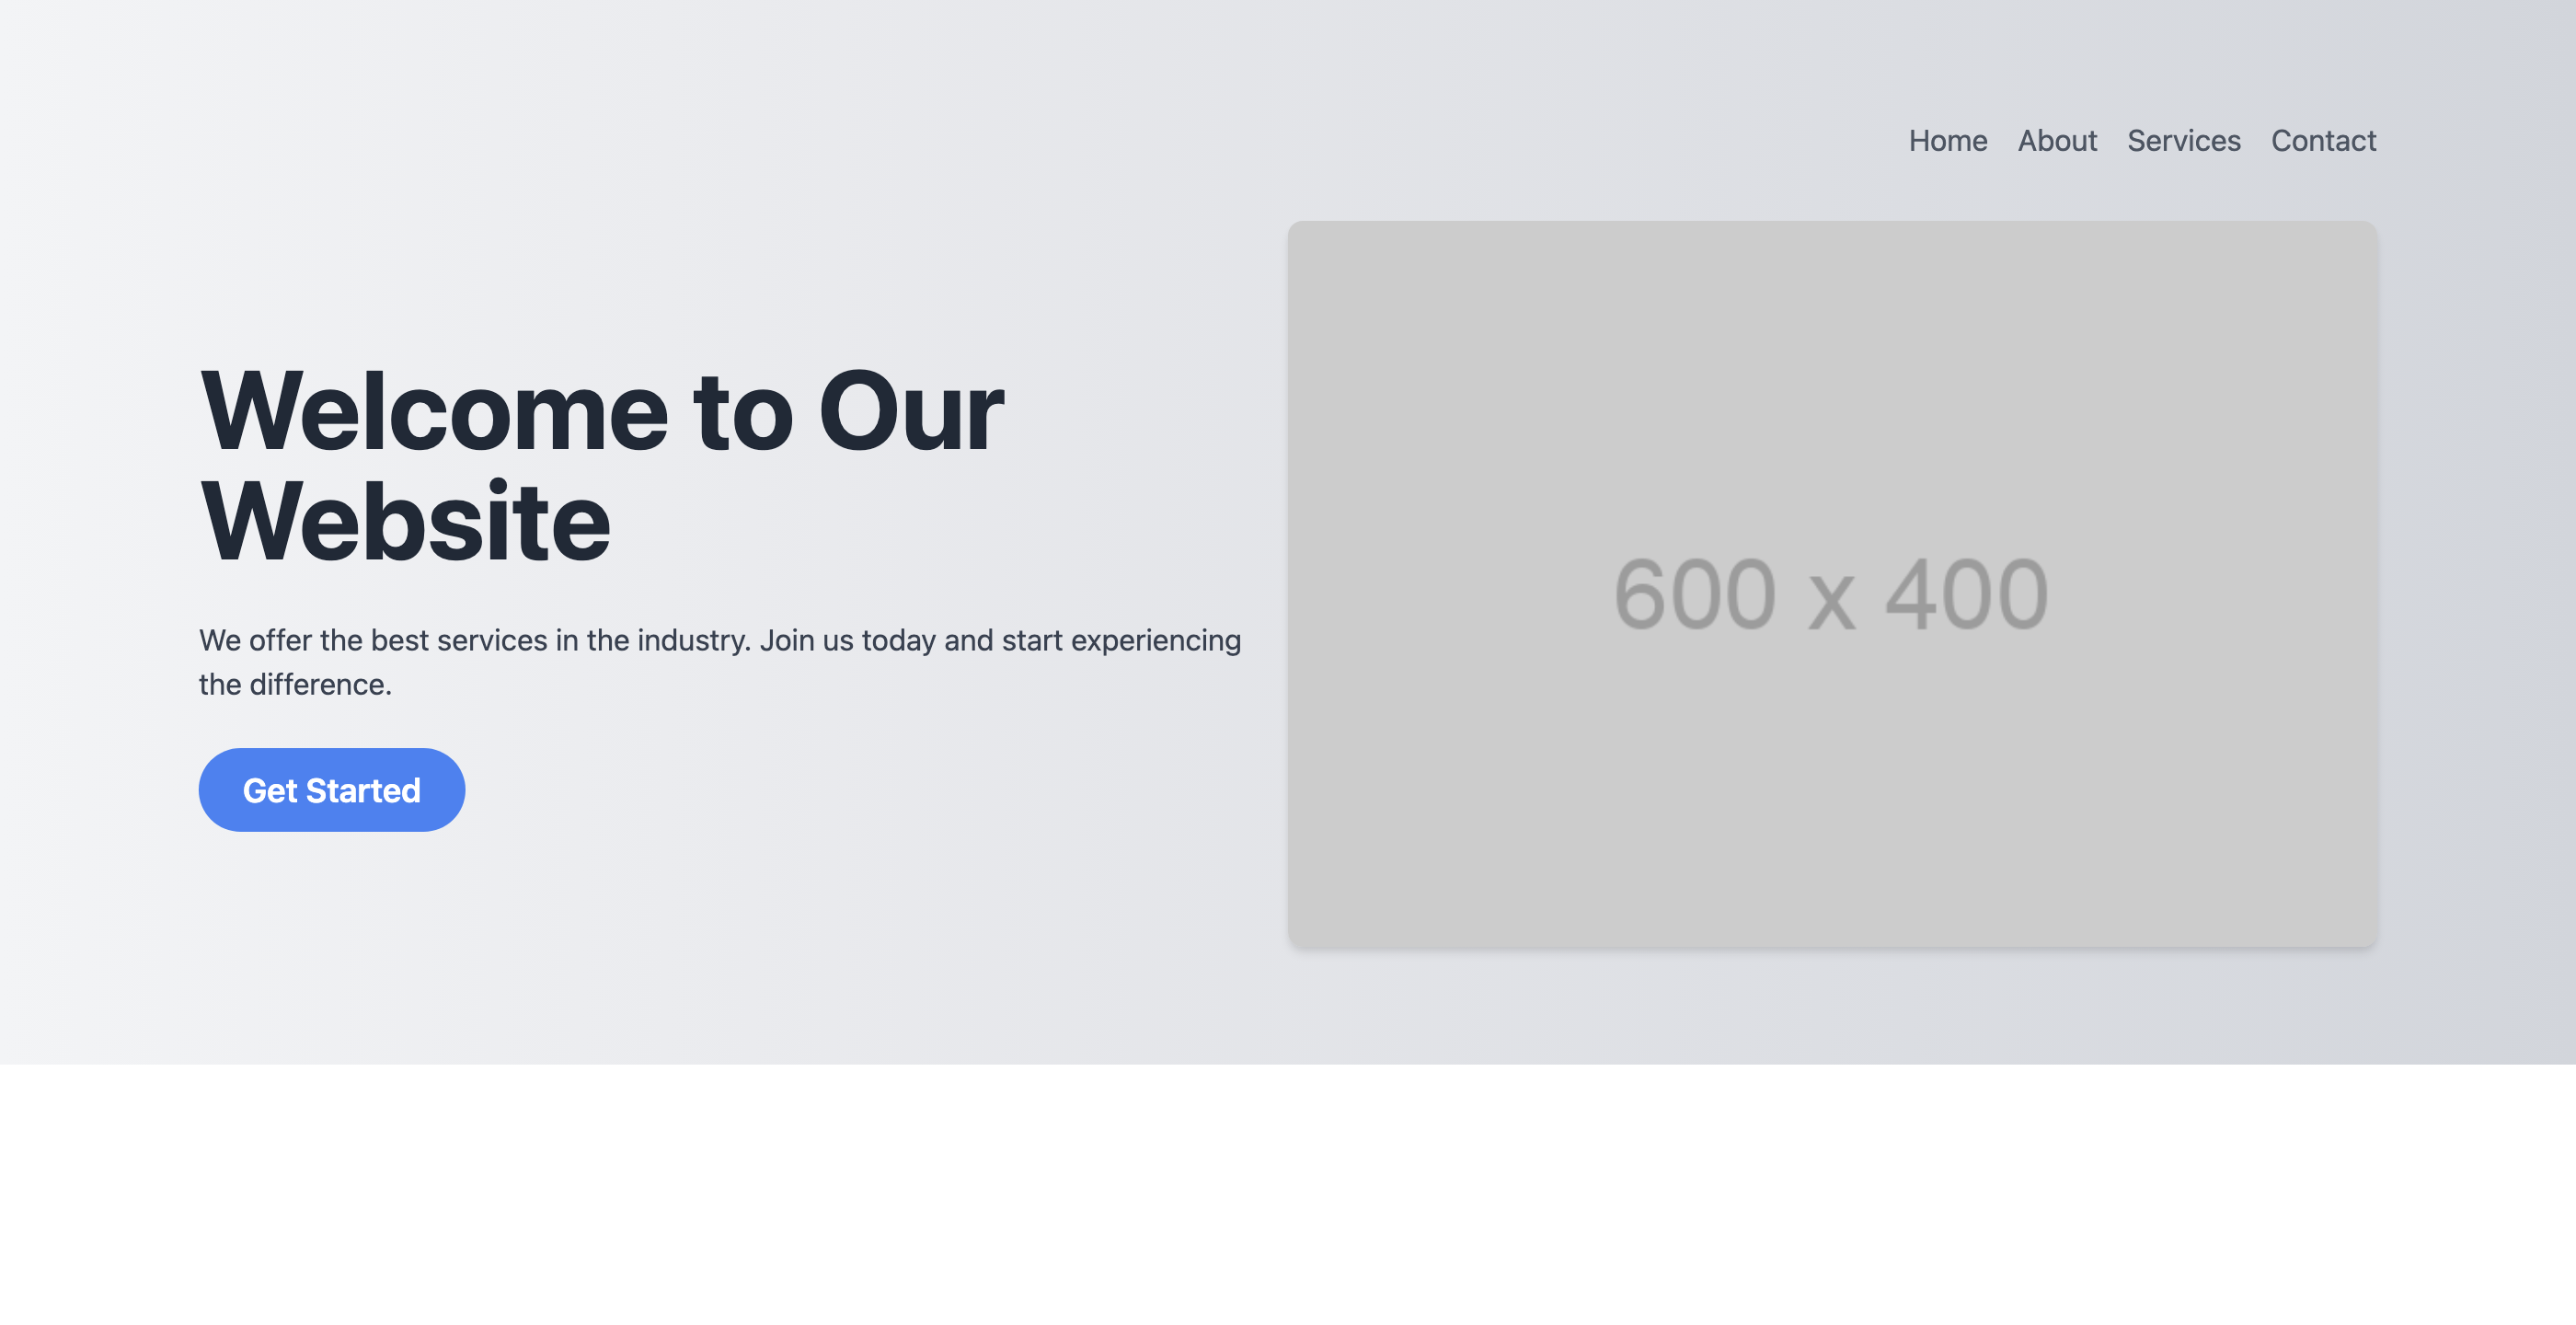 Home About Services Contact
Welcome to Our
Website
We offer the best services in the industry. Join us today and start experiencing
the difference.
Get Started
600 x 400